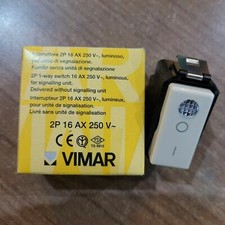 Interruttore 2P 16 AX 250 V~, luminoso,
per unità di segnalazione.
Fornito senza unità di segnalazione
2P 1-way switch 16 AX 250 V~,
for signalling unit.
Delivered without signalling unit
Interrupteur 2P 16 AX 250 V~, lumineux,
pour unité de signalisation.
Livré sans unité de signalisation
2P 16 AX 250 V~
CE
VIMAR